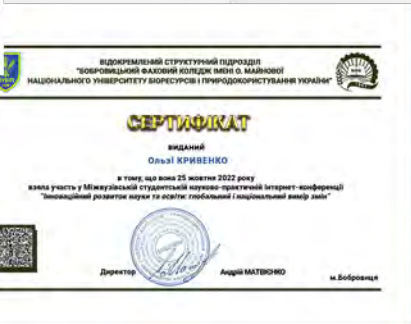 ВІДОКРЕМЛЕНИЙ СТРУКТУРНИЙ ПІДРОЗДІЛ
"БОБРОВИЦЬКИЙ ФАХОВИЙ КОЛЕДЖ ІМЕНІ О. МАЙНОВОЇ
НАЦІОНАЛЬНОГО УНІВЕРСИТЕТУ БІОРЕСУРСІВ І ПРИРОДОКОРИСТУВАННЯ УКРАЇНИ"
СЕРТИФІКАТ
ВИДАНИЙ
Ользі КРИВЕНКО
в тому, що вона 25 жовтня 2022 року
взяла участь у Міжвузівській студентській науково-практичній інтернет-конференції
"Інноваційний розвиток науки та освіти: глобальний і національний вимір змін"
Директор Андрій МАТВІЄНКО м.Бобровиця